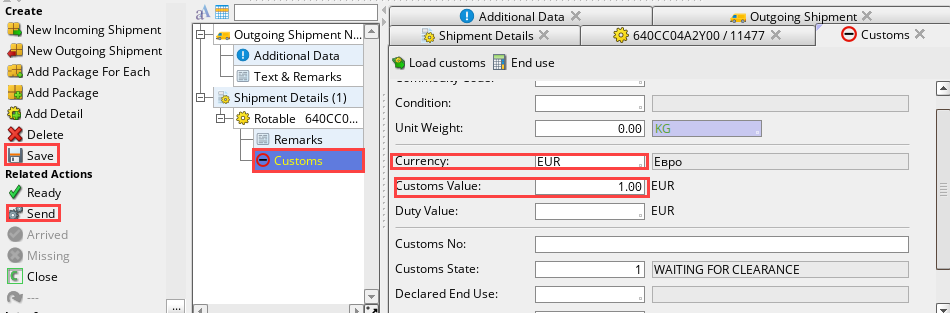 Create
New Incoming Shipment
New Outgoing Shipment
Add Package For Each
Add Package
Add Detail
Delete
Save
Related Actions
Ready
Send
Arrived
Missing
Close
---
...
Outgoing Shipment N...
Additional Data
Text & Remarks
Shipment Details (1)
Rotable 640CC0...
Remarks
Customs
Additional Data
Outgoing Shipment
Shipment Details
640CC04A2Y00 / 11477
Customs
Load customs
End use
Condition:
Unit Weight: 0.00 KG
Currency: EUR Евро
Customs Value: 1.00 EUR
Duty Value: EUR
Customs No:
Customs State: 1 WAITING FOR CLEARANCE
Declared End Use: